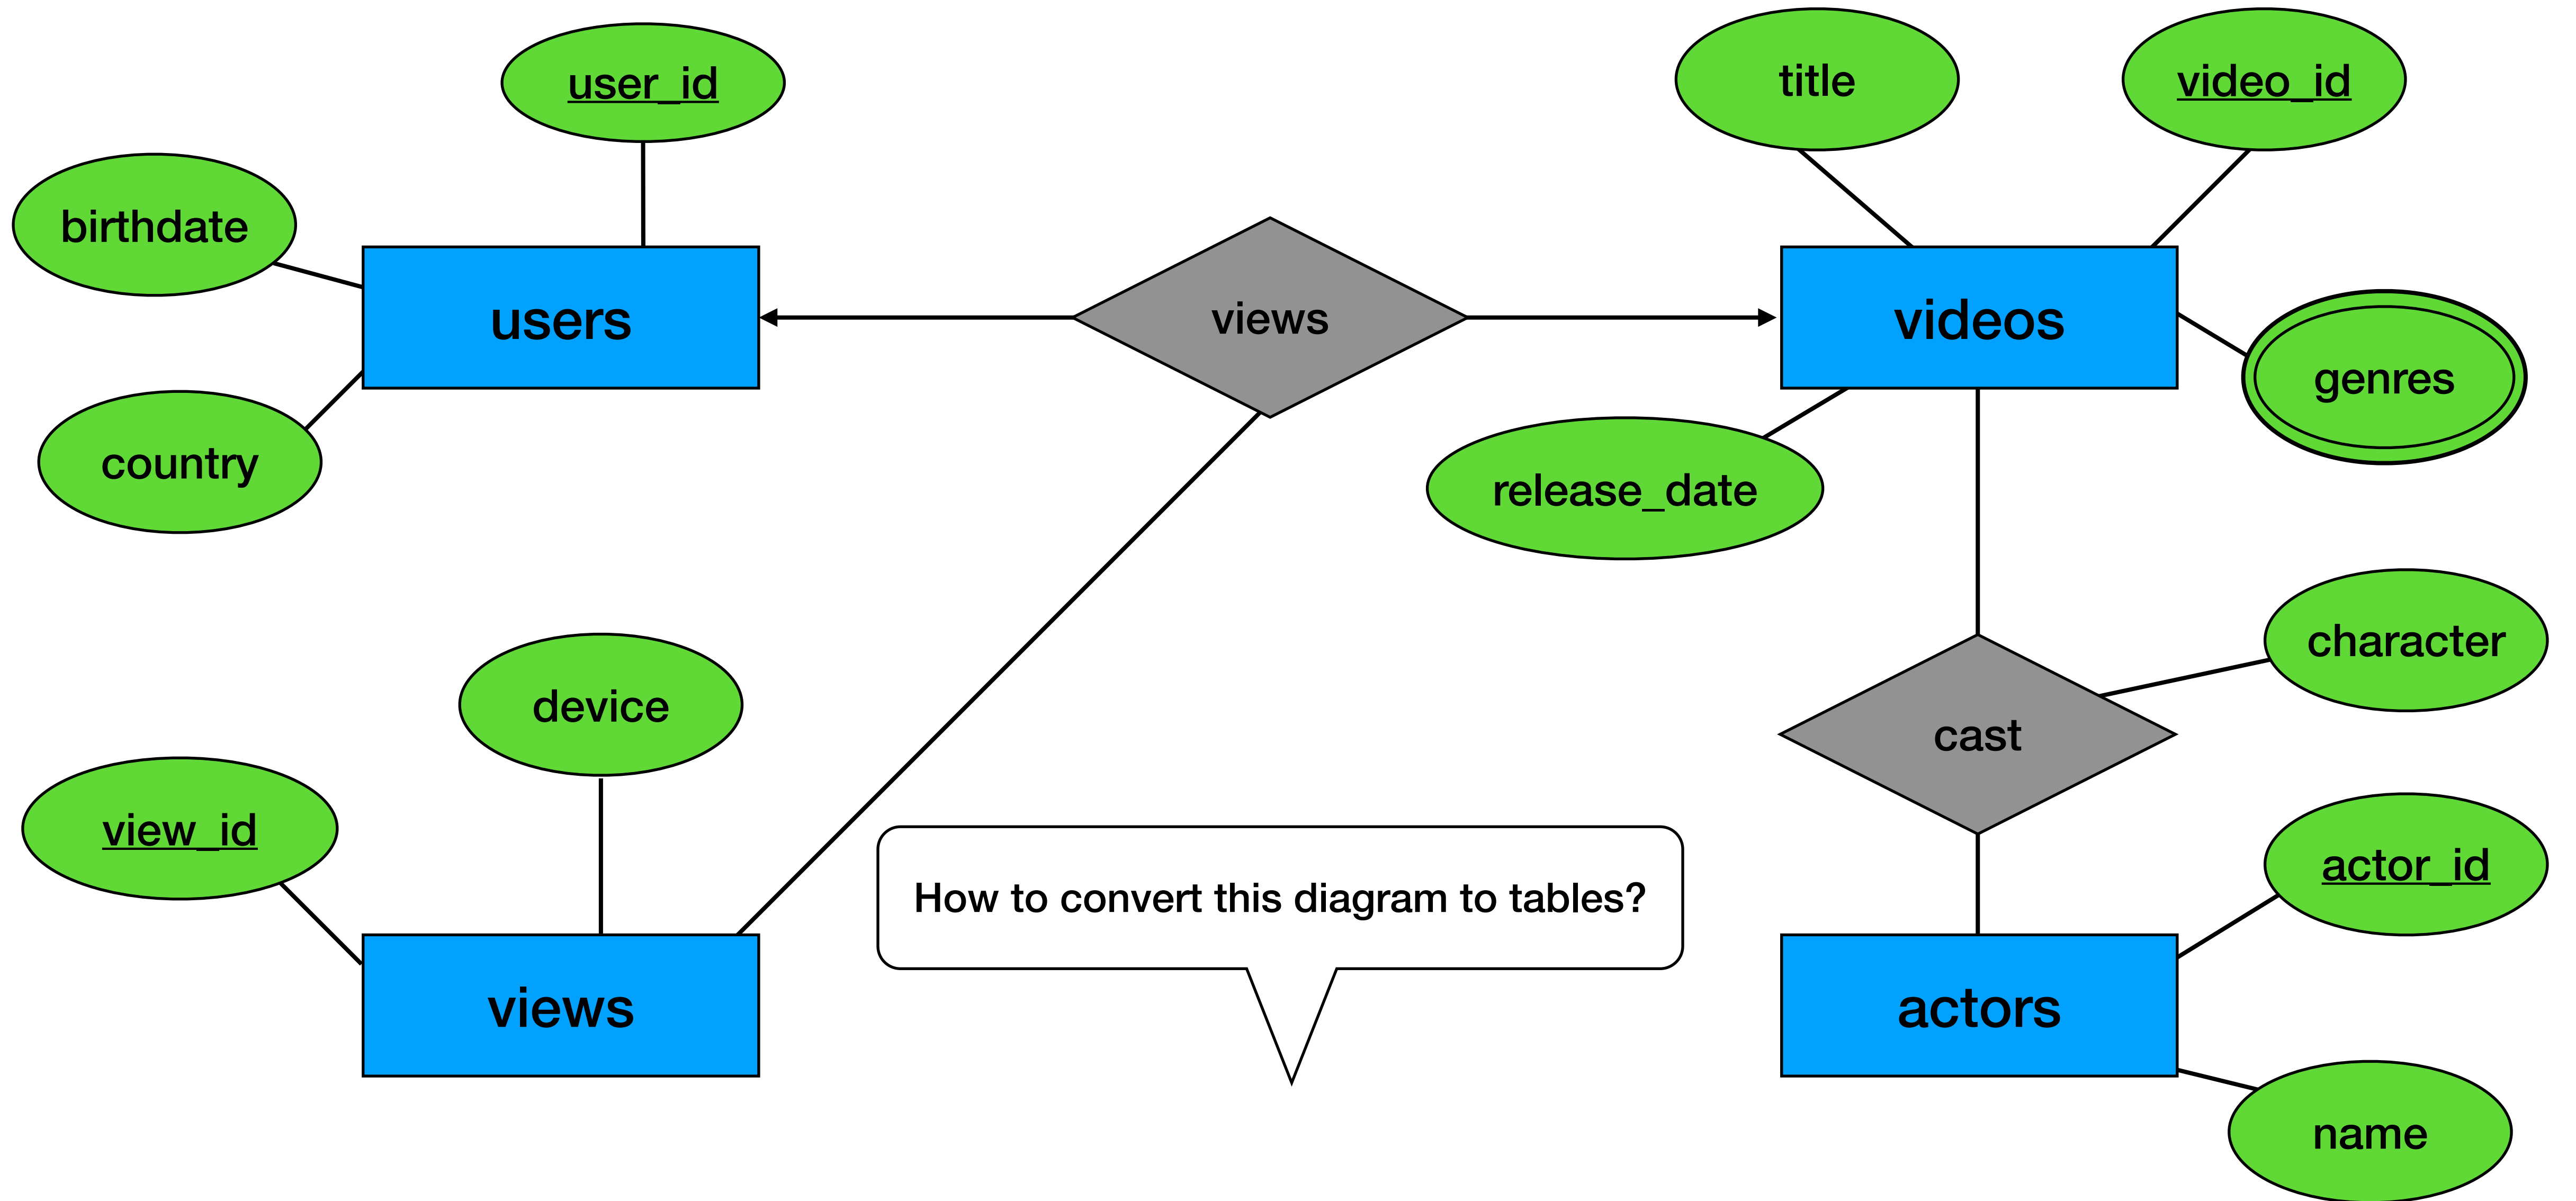 user_id
title
video_id
birthdate
users
views
videos
genres
country
release_date
character
device
cast
view_id
How to convert this diagram to tables?
actor_id
views
actors
name